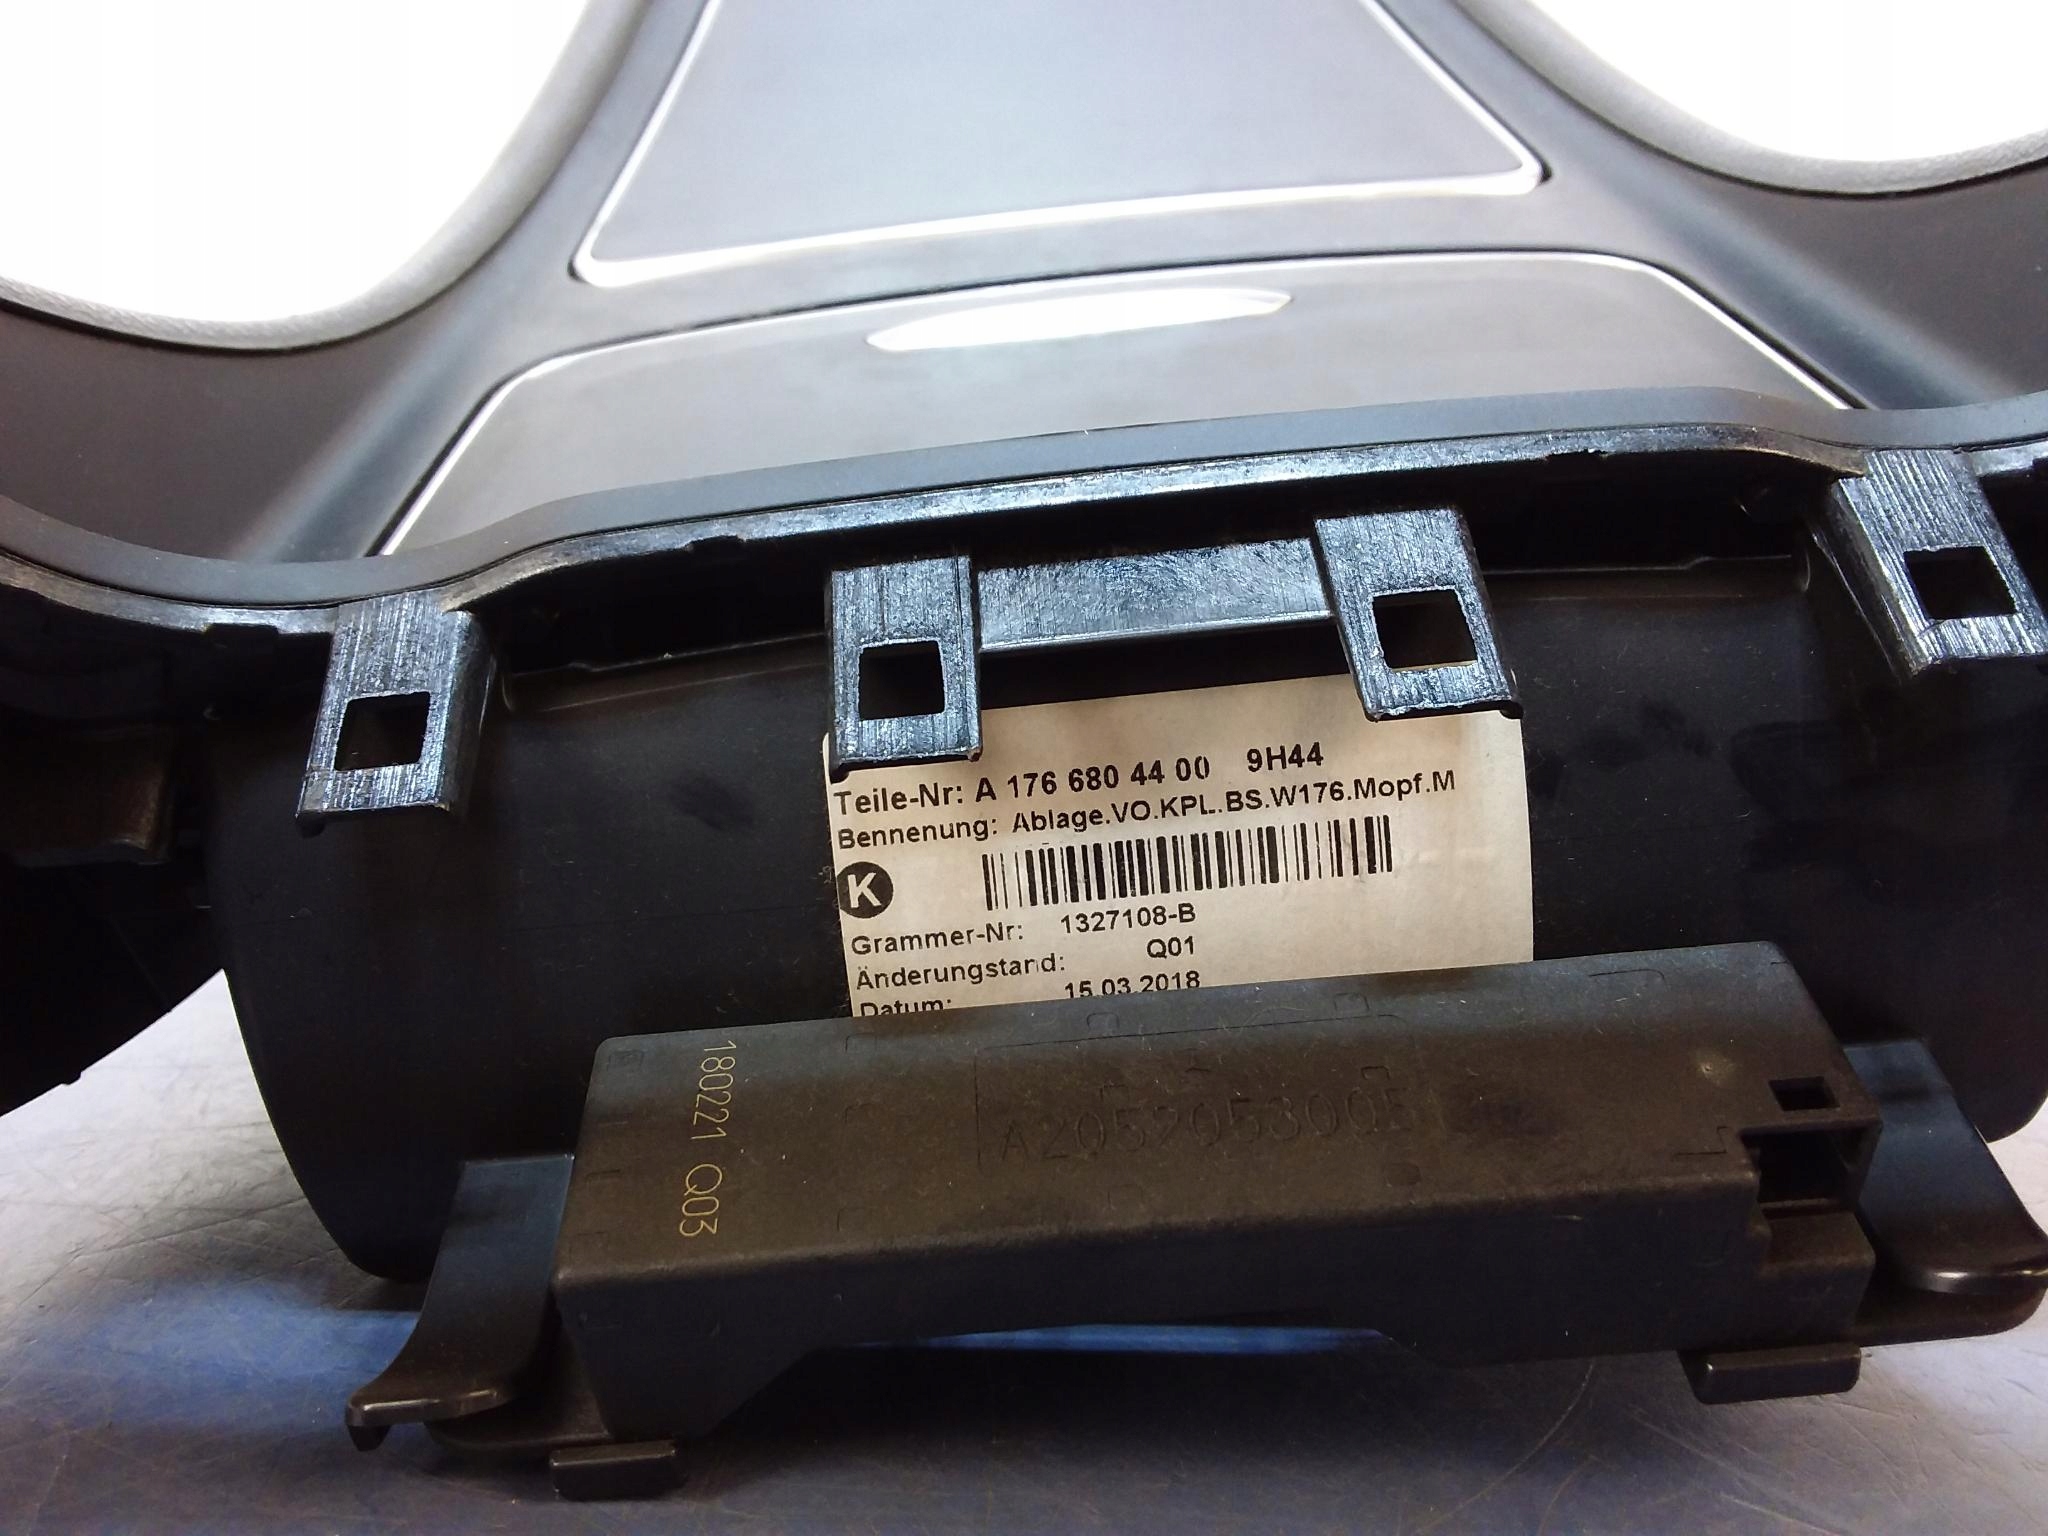 Teile-Nr: A 176 680 44 00 9H44
Bennenung: Ablage.VO.KPL.BS.W176.Mopf.M
K
Grammer-Nr: 1327108-B
Änderungstand: Q01
Datum: 15.03.2018
180221 Q03